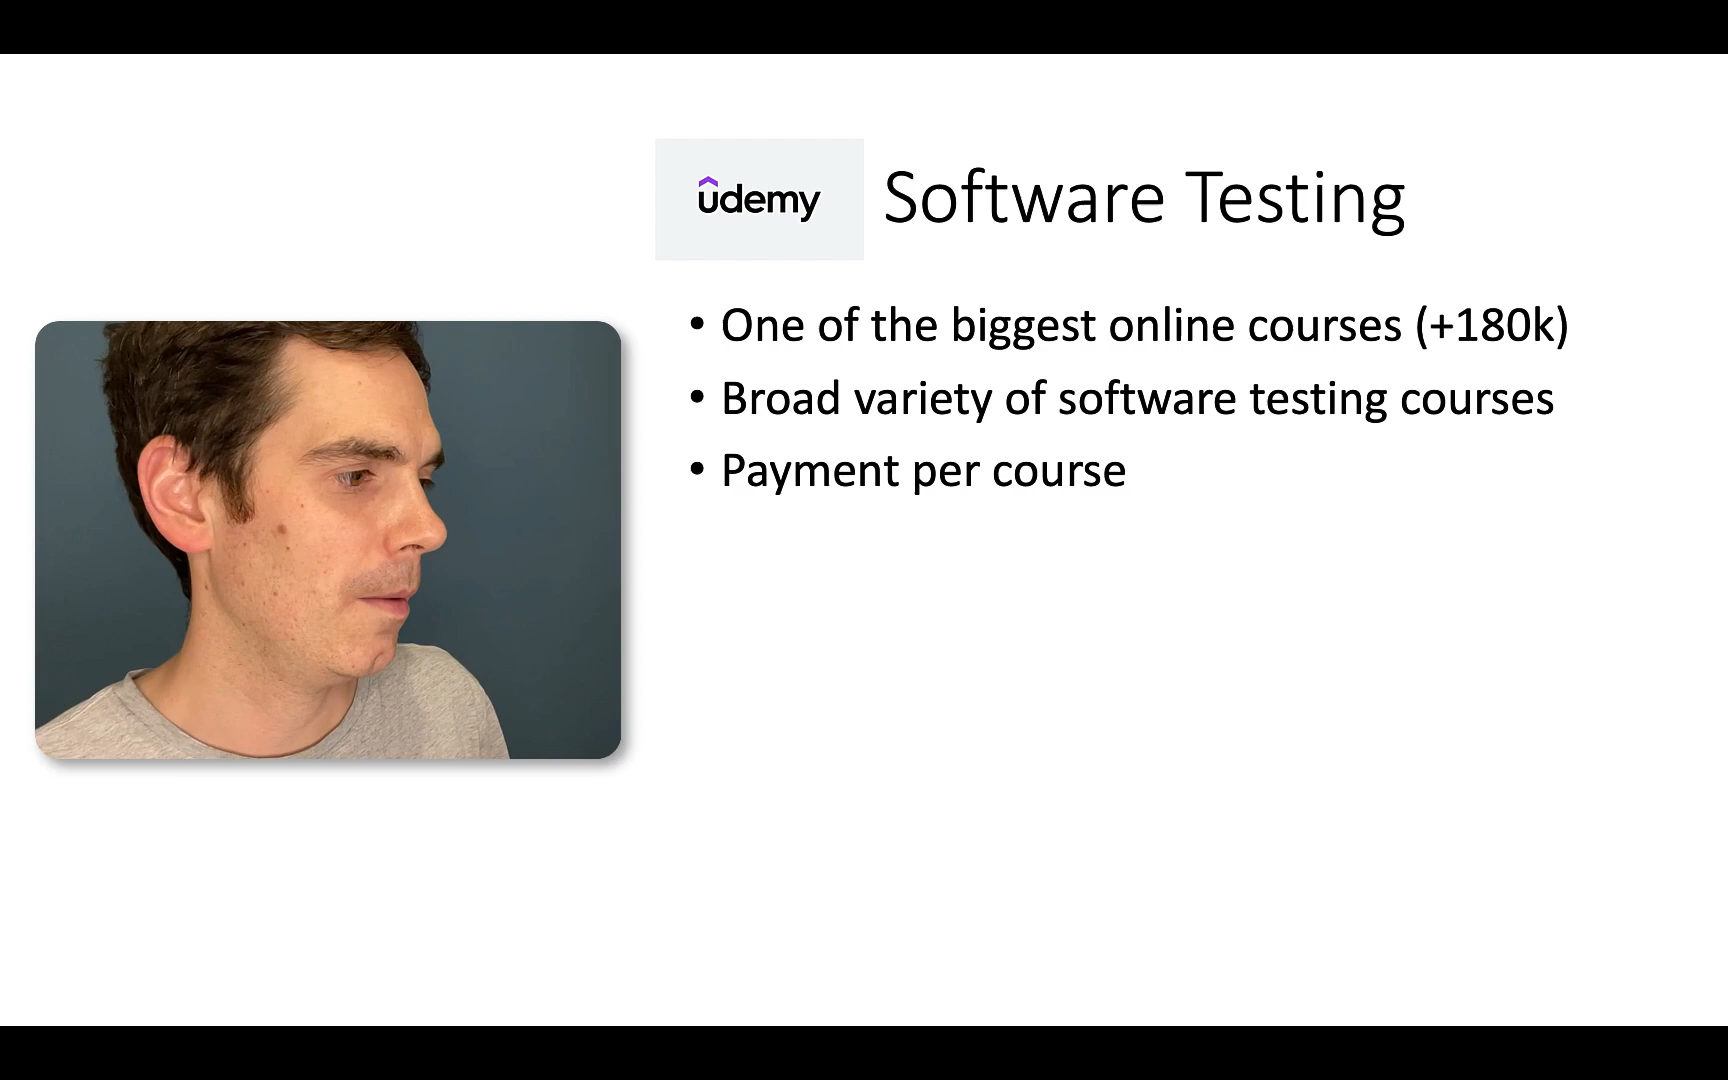 udemy
Software Testing
• One of the biggest online courses (+180k)
• Broad variety of software testing courses
• Payment per course